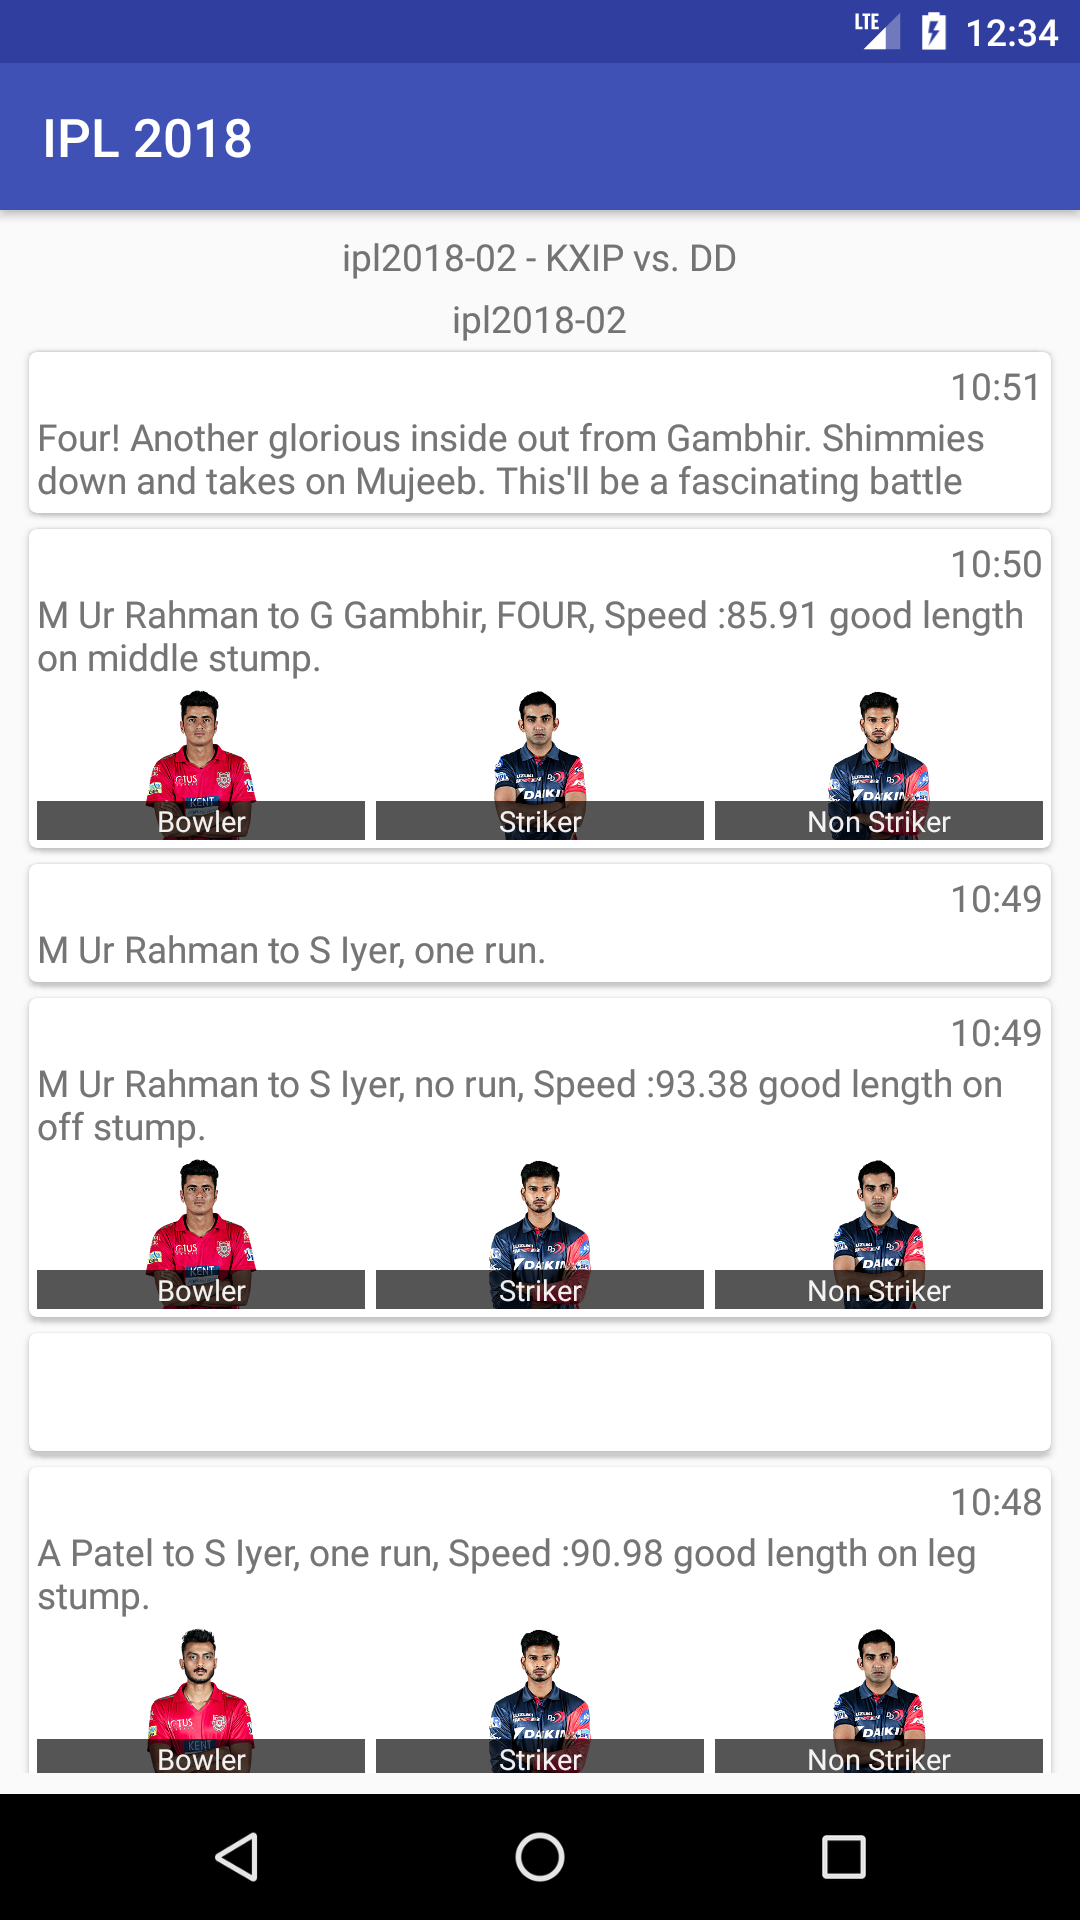 LTE 12:34
IPL 2018
ipl2018-02 - KXIP vs. DD
ipl2018-02
10:51
Four! Another glorious inside out from Gambhir. Shimmies
down and takes on Mujeeb. This'll be a fascinating battle
10:50
M Ur Rahman to G Gambhir, FOUR, Speed :85.91 good length
on middle stump.
Bowler Striker Non Striker
10:49
M Ur Rahman to S Iyer, one run.
10:49
M Ur Rahman to S Iyer, no run, Speed :93.38 good length on
off stump.
Bowler Striker Non Striker
10:48
A Patel to S Iyer, one run, Speed :90.98 good length on leg
stump.
Bowler Striker Non Striker